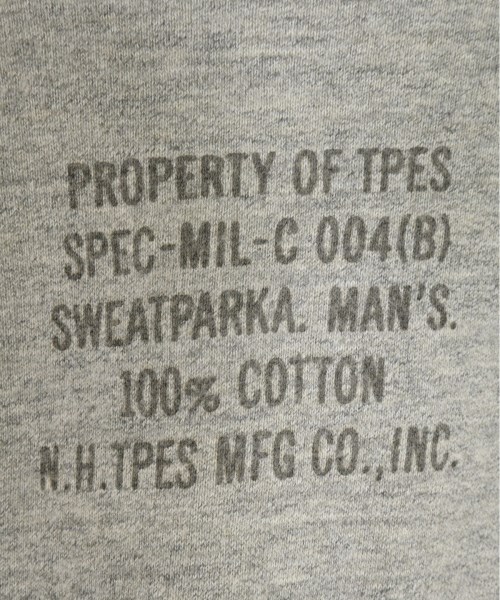 PROPERTY OF TPES
SPEC-MIL-C 004(B)
SWEATPARKA. MAN'S.
100% COTTON
N.H.TPES MFG CO.,INC.